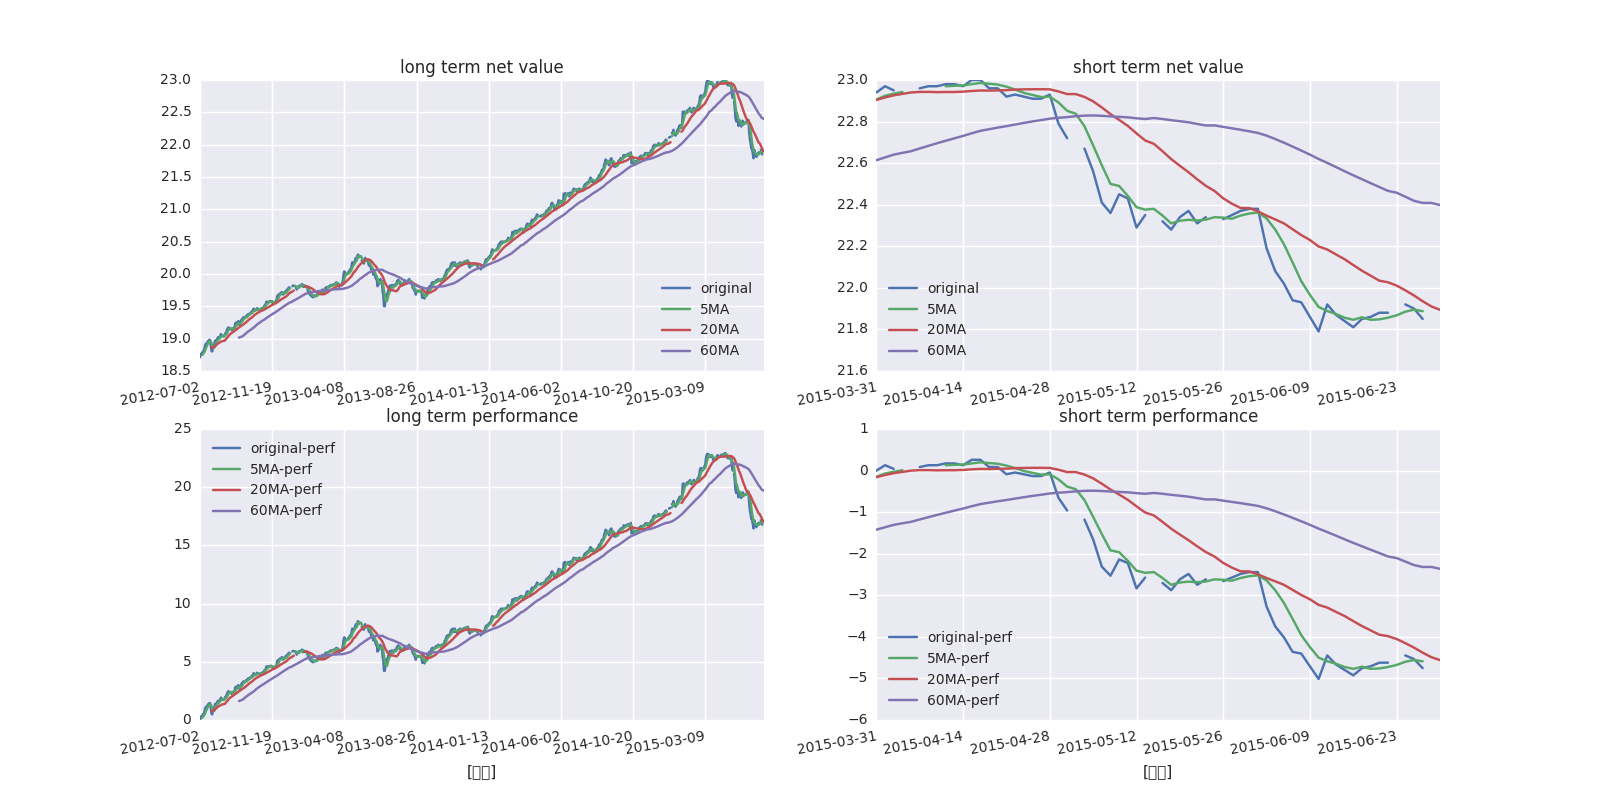 long term net value
23.0
22.5
22.0
21.5
21.0
20.5
20.0
19.5
19.0
18.5
original
5MA
20MA
60MA
2012-07-02 2012-11-19 2013-04-08 2013-08-26 2014-01-13 2014-06-02 2014-10-20 2015-03-09
short term net value
23.0
22.8
22.6
22.4
22.2
22.0
21.8
21.6
original
5MA
20MA
60MA
2015-03-31 2015-04-14 2015-04-28 2015-05-12 2015-05-26 2015-06-09 2015-06-23
long term performance
25
20
15
10
5
0
original-perf
5MA-perf
20MA-perf
60MA-perf
2012-07-02 2012-11-19 2013-04-08 2013-08-26 2014-01-13 2014-06-02 2014-10-20 2015-03-09
short term performance
1
0
−1
−2
−3
−4
−5
−6
original-perf
5MA-perf
20MA-perf
60MA-perf
2015-03-31 2015-04-14 2015-04-28 2015-05-12 2015-05-26 2015-06-09 2015-06-23